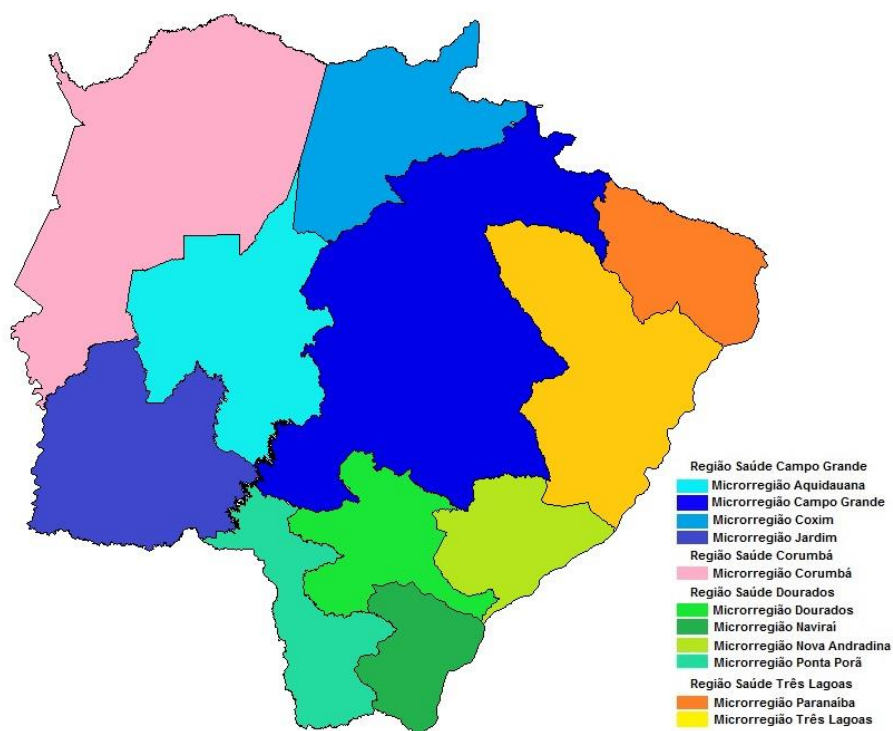 Região Saúde Campo Grande
Microrregião Aquidauana
Microrregião Campo Grande
Microrregião Coxim
Microrregião Jardim
Região Saúde Corumbá
Microrregião Corumbá
Região Saúde Dourados
Microrregião Dourados
Microrregião Naviraí
Microrregião Nova Andradina
Microrregião Ponta Porã
Região Saúde Três Lagoas
Microrregião Paranaíba
Microrregião Três Lagoas